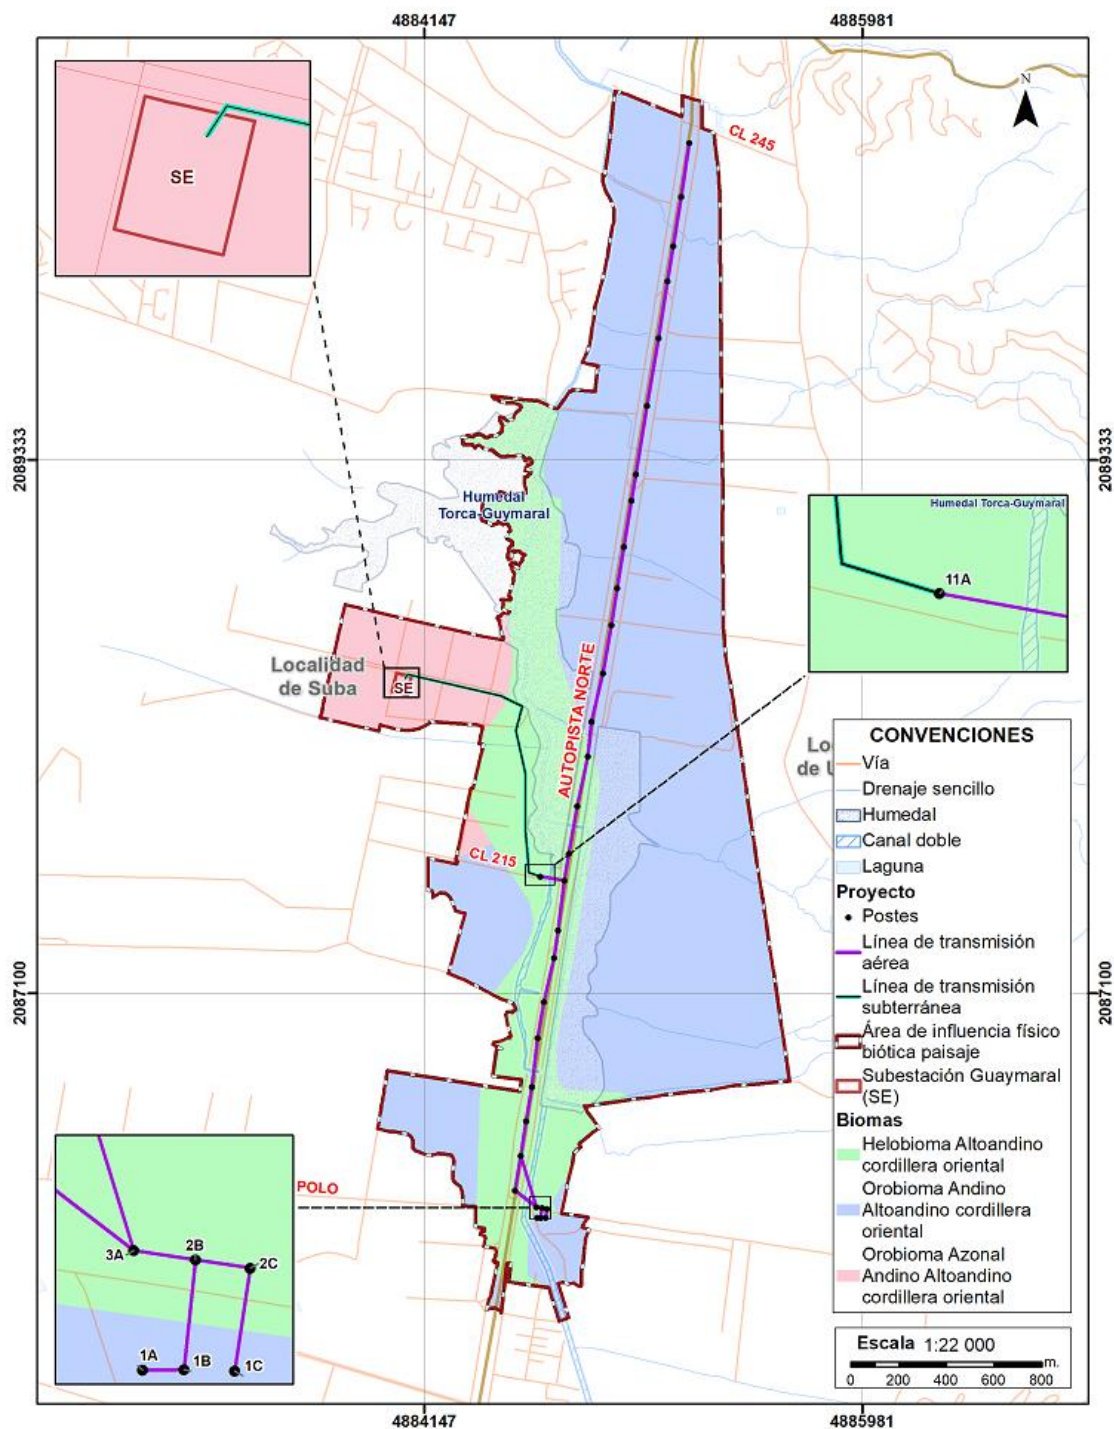 4884147
4885981
N
CL 245
SE
2089333
2089333
Humedal
Torca-Guymaral
Humedal Torca-Guymaral
11A
Localidad
de Suba
SE
AUTOPISTA NORTE
CL 215
Lo
de U
CONVENCIONES
Vía
Drenaje sencillo
Humedal
Canal doble
Laguna
Proyecto
Postes
Línea de transmisión
aérea
Línea de transmisión
subterránea
Área de influencia físico
biótica paisaje
Subestación Guaymaral
(SE)
Biomas
Helobioma Altoandino
cordillera oriental
Orobioma Andino
Altoandino cordillera
oriental
Orobioma Azonal
Andino Altoandino
cordillera oriental
2087100
2087100
POLO
3A
2B
2C
1A
1B
1C
Escala 1:22 000
0 200 400 600 800 m.
4884147
4885981